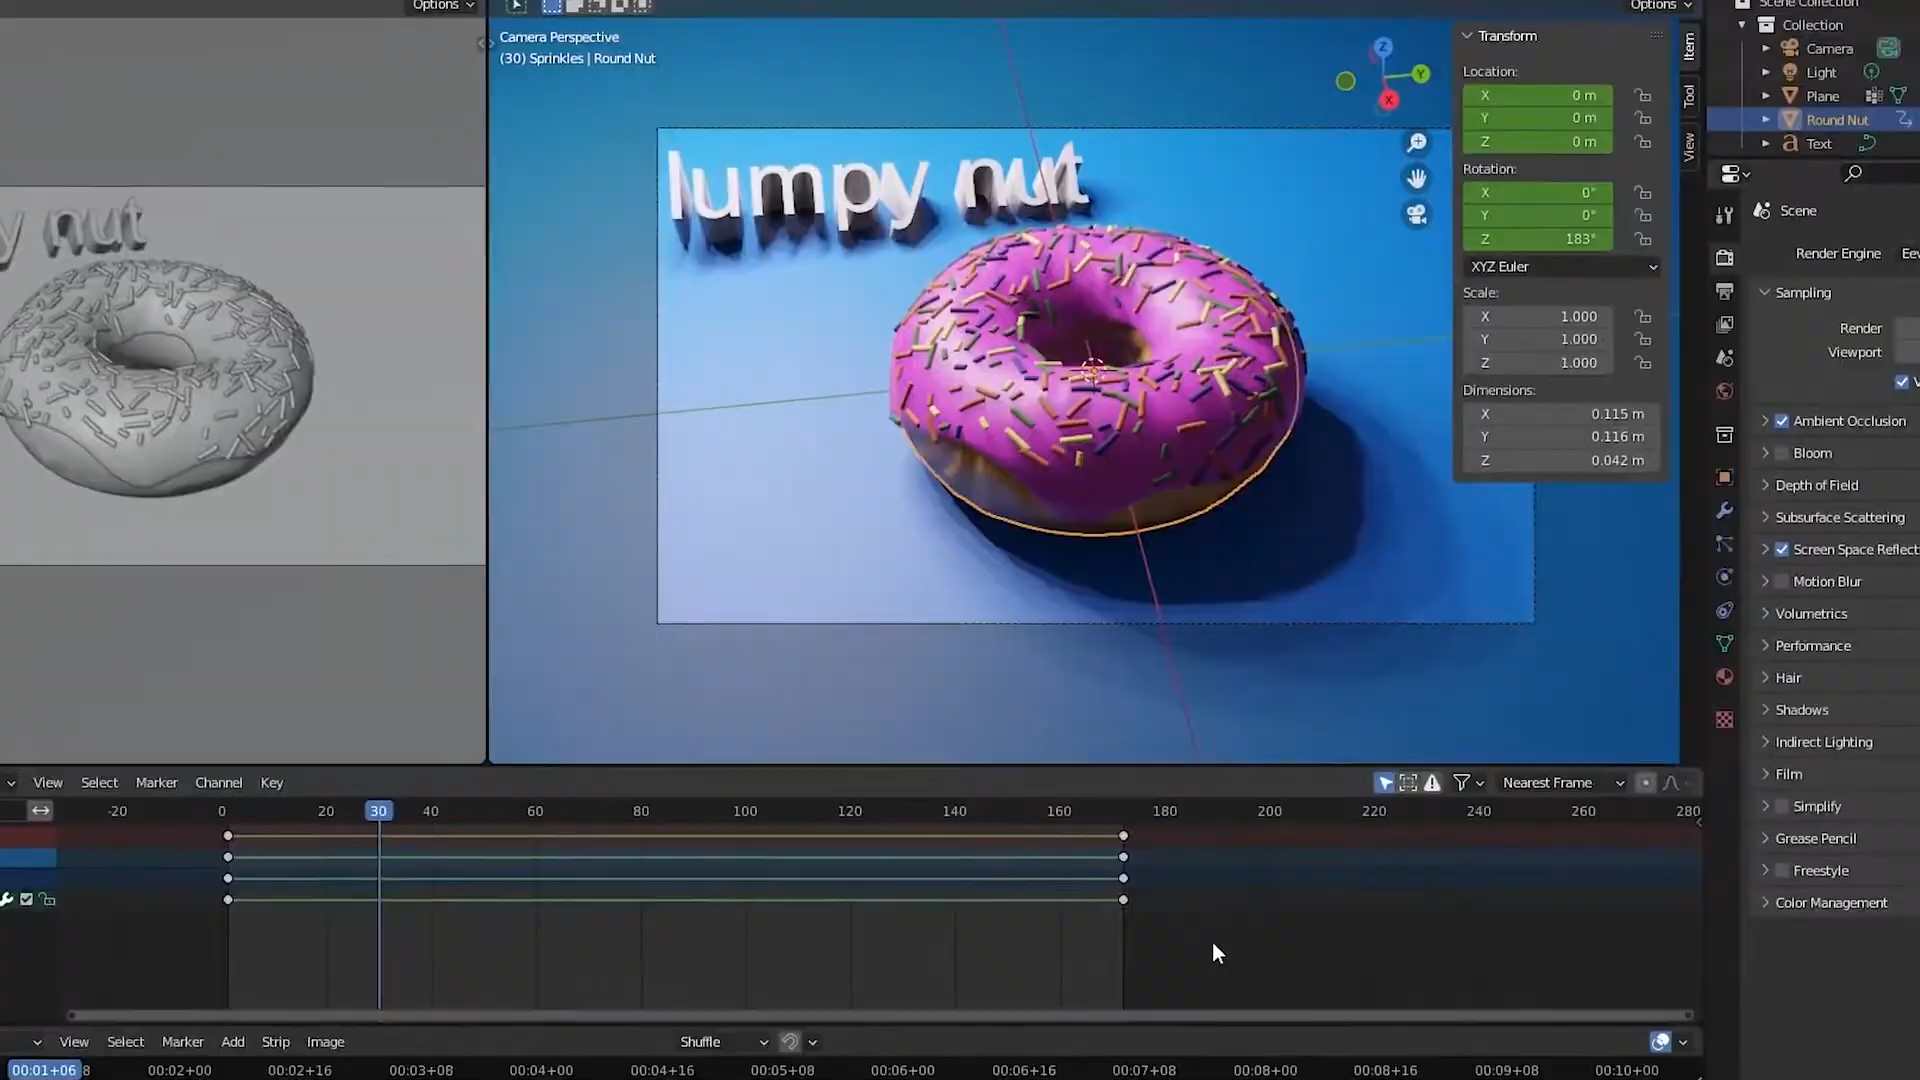 Options
Options
Scene Collection
Camera Perspective
(30) Sprinkles | Round Nut
Z
Y
X
Transform
Location:
X 0 m
Y 0 m
Z 0 m
Rotation:
X 0°
Y 0°
Z 183°
XYZ Euler
Scale:
X 1.000
Y 1.000
Z 1.000
Dimensions:
X 0.115 m
Y 0.116 m
Z 0.042 m
Item
Tool
View
Collection
Camera
Light
Plane
Round Nut
Text
lumpy nut
y nut
Scene
Render Engine Eev
Sampling
Render
Viewport
V
Ambient Occlusion
Bloom
Depth of Field
Subsurface Scattering
Screen Space Reflect
Motion Blur
Volumetrics
Performance
Hair
Shadows
Indirect Lighting
Film
Simplify
Grease Pencil
Freestyle
Color Management
View Select Marker Channel Key
Nearest Frame
-20 0 20 30 40 60 80 100 120 140 160 180 200 220 240 260 280
View Select Marker Add Strip Image
Shuffle
00:01+06 8 00:02+00 00:02+16 00:03+08 00:04+00 00:04+16 00:05+08 00:06+00 00:06+16 00:07+08 00:08+00 00:08+16 00:09+08 00:10+00